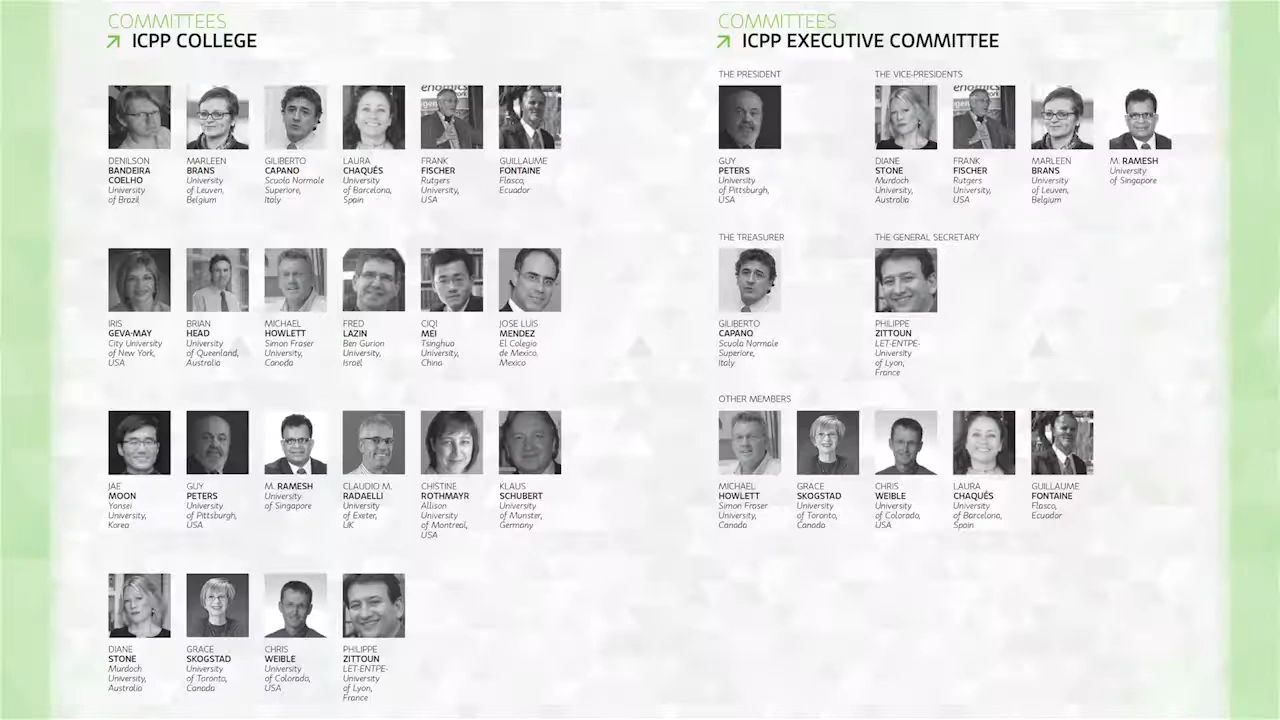 COMMITTEES
ICPP COLLEGE
DENILSON
BANDEIRA
COELHO
University
of Brazil
MARLEEN
BRANS
University
of Leuven,
Belgium
GILIBERTO
CAPANO
Scuola Normale
Superiore,
Italy
LAURA
CHAQUÉS
University
of Barcelona,
Spain
FRANK
FISCHER
Rutgers
University,
USA
GUILLAUME
FONTAINE
Flasco,
Ecuador
IRIS
GEVA-MAY
City University
of New York,
USA
BRIAN
HEAD
University
of Queenland,
Australia
MICHAEL
HOWLETT
Simon Fraser
University,
Canada
FRED
LAZIN
Ben Gurion
University,
Israel
CIQI
MEI
Tsinghua
University,
China
JOSE LUIS
MENDEZ
El Colegio
de Mexico,
Mexico
JAE
MOON
Yonsei
University,
Korea
GUY
PETERS
University
of Pittsburgh,
USA
M. RAMESH
University
of Singapore
CLAUDIO M.
RADAELLI
University
of Exeter,
UK
CHISTINE
ROTHMAYR
Allison
University
of Montreal,
USA
KLAUS
SCHUBERT
University
of Munster,
Germany
DIANE
STONE
Murdoch
University,
Australia
GRACE
SKOGSTAD
University
of Toronto,
Canada
CHRIS
WEIBLE
University
of Colorado,
USA
PHILIPPE
ZITTOUN
LET-ENTPE-
University
of Lyon,
France
COMMITTEES
ICPP EXECUTIVE COMMITTEE
THE PRESIDENT
GUY
PETERS
University
of Pittsburgh,
USA
THE VICE-PRESIDENTS
DIANE
STONE
Murdoch
University,
Australia
FRANK
FISCHER
Rutgers
University,
USA
MARLEEN
BRANS
University
of Leuven,
Belgium
M. RAMESH
University
of Singapore
THE TREASURER
GILIBERTO
CAPANO
Scuola Normale
Superiore,
Italy
THE GENERAL SECRETARY
PHILIPPE
ZITTOUN
LET-ENTPE-
University
of Lyon,
France
OTHER MEMBERS
MICHAEL
HOWLETT
Simon Fraser
University,
Canada
GRACE
SKOGSTAD
University
of Toronto,
Canada
CHRIS
WEIBLE
University
of Colorado,
USA
LAURA
CHAQUÉS
University
of Barcelona,
Spain
GUILLAUME
FONTAINE
Flasco,
Ecuador